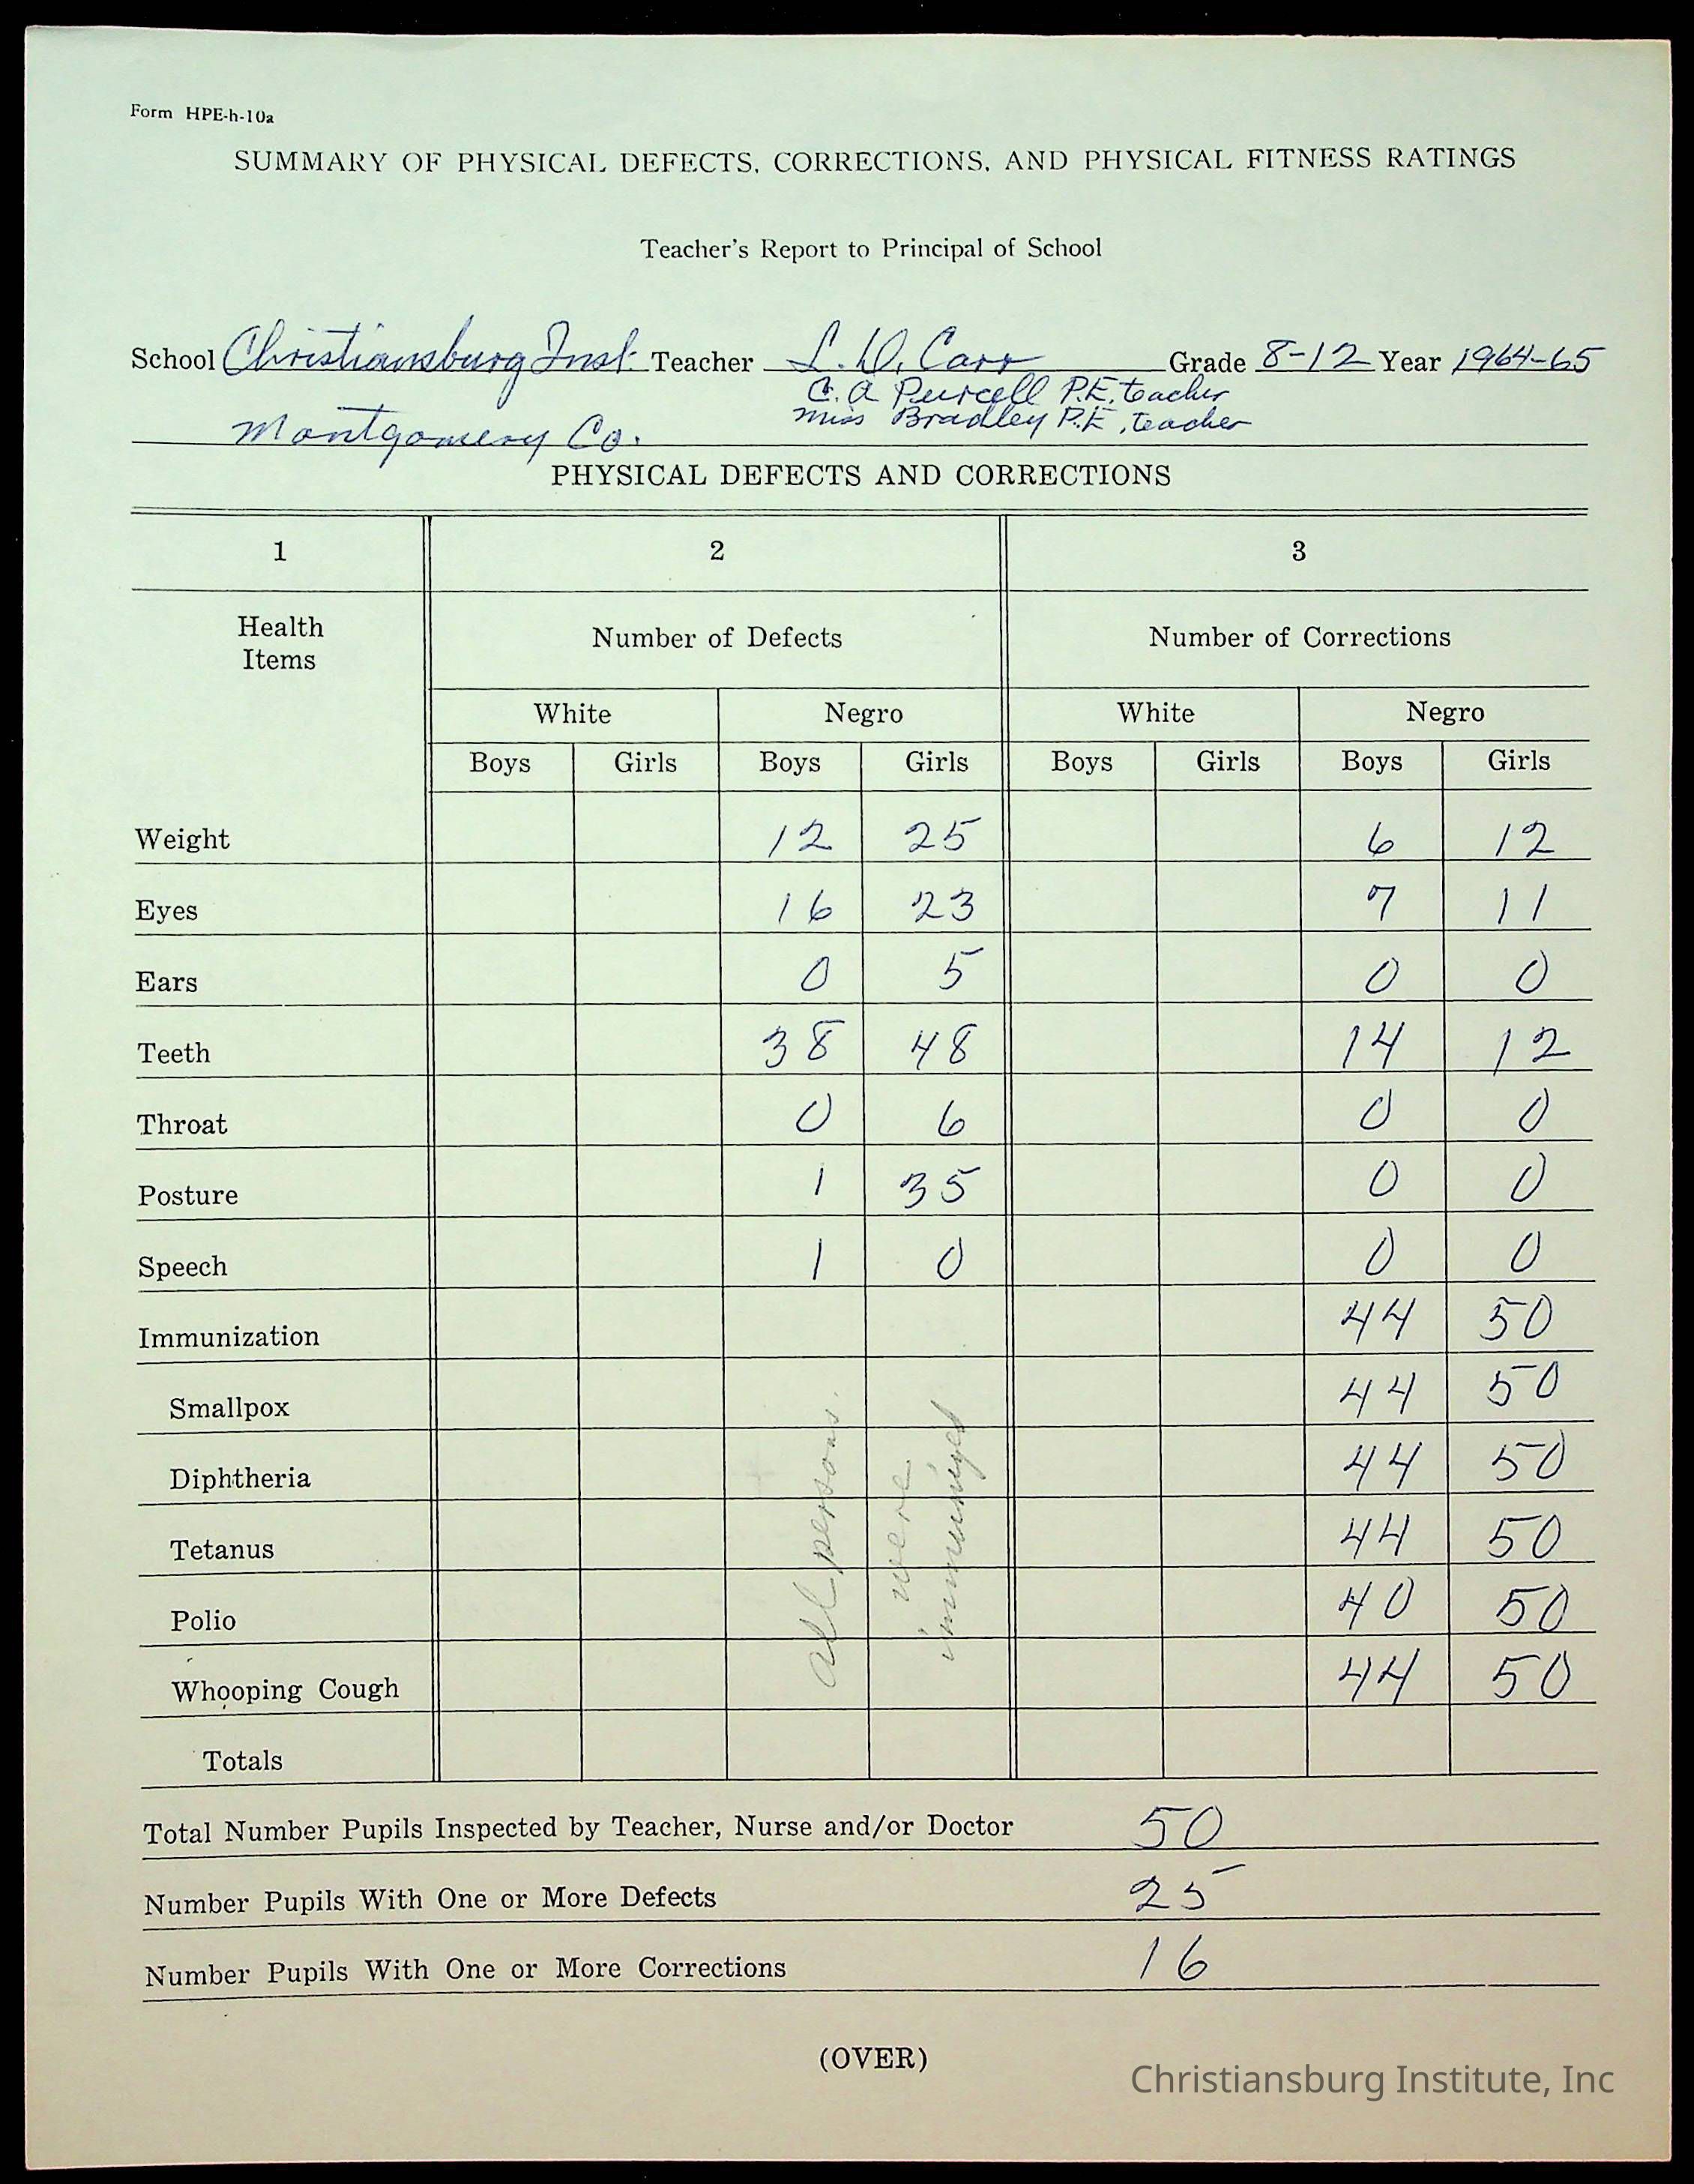 Form HPE-h-10a
SUMMARY OF PHYSICAL DEFECTS, CORRECTIONS, AND PHYSICAL FITNESS RATINGS
Teacher's Report to Principal of School
School Christiansburg Inst. Teacher L. D. Carr Grade 8-12 Year 1964-65
C. A Purcell P.E. teacher
Miss Bradley P.E. teacher
Montgomery Co.
PHYSICAL DEFECTS AND CORRECTIONS
1 2 3
Health Items Number of Defects Number of Corrections
White Negro White Negro
Boys Girls Boys Girls Boys Girls Boys Girls
Weight 12 25 6 12
Eyes 16 23 7 11
Ears 0 5 0 0
Teeth 38 48 14 12
Throat 0 6 0 0
Posture 1 35 0 0
Speech 1 0 0 0
Immunization 44 50
Smallpox 44 50
Diphtheria 44 50
Tetanus 44 50
Polio 40 50
Whooping Cough 44 50
Totals
All persons
were
immunized
Total Number Pupils Inspected by Teacher, Nurse and/or Doctor 50
Number Pupils With One or More Defects 25
Number Pupils With One or More Corrections 16
(OVER)
Christiansburg Institute, Inc